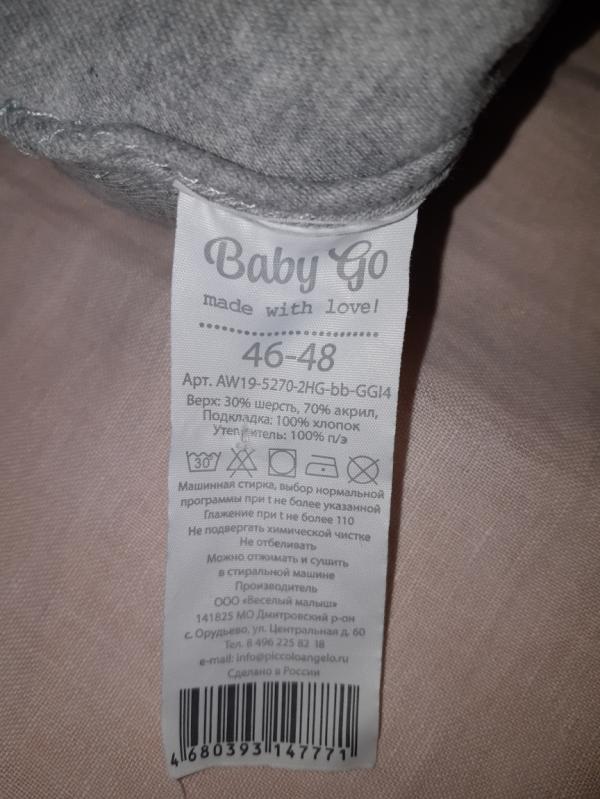 Baby Go
made with love!
46-48
Арт. AW19-5270-2HG-bb-GGI4
Верх: 30% шерсть, 70% акрил,
Подкладка: 100% хлопок
Утеплитель: 100% п/э
30°
Машинная стирка, выбор нормальной
программы при t не более указанной
Глажение при t не более 110
Не подвергать химической чистке
Не отбеливать
Можно отжимать и сушить
в стиральной машине
Производитель
ООО «Веселый малыш»
141825 МО Дмитровский р-он
с. Орудьево, ул. Центральная д. 60
Тел. 8 496 225 82 18
e-mail: info@piccoloangelo.ru
Сделано в России
4 680393 147771